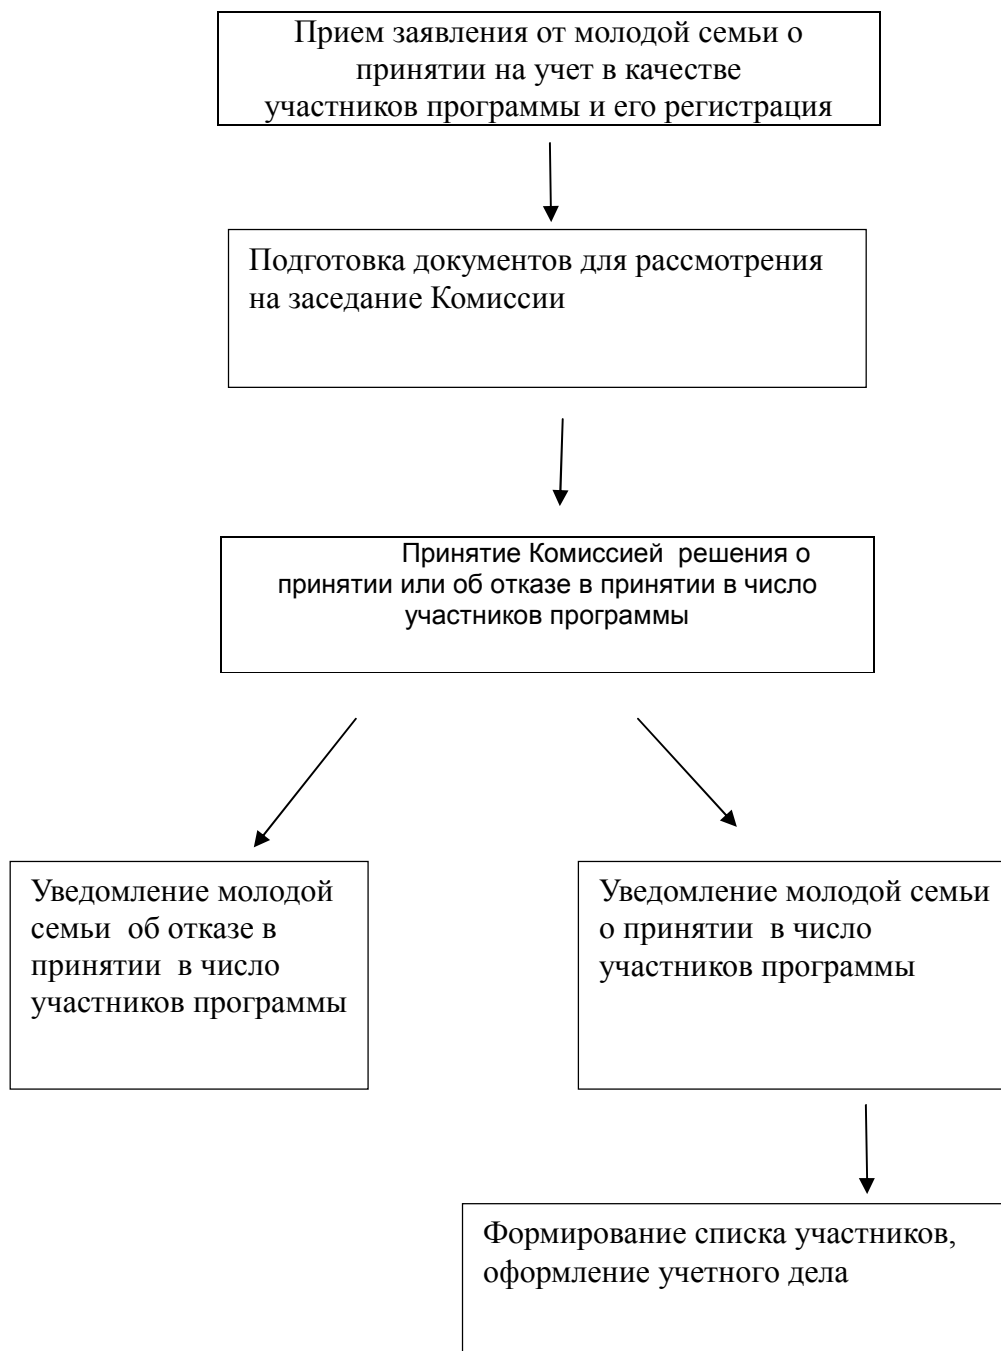 Прием заявления от молодой семьи о
принятии на учет в качестве
участников программы и его регистрация
Подготовка документов для рассмотрения
на заседание Комиссии
Принятие Комиссией  решения о
принятии или об отказе в принятии в число
участников программы
Уведомление молодой
семьи  об отказе в
принятии  в число
участников программы
Уведомление молодой семьи
о принятии  в число
участников программы
Формирование списка участников,
оформление учетного дела